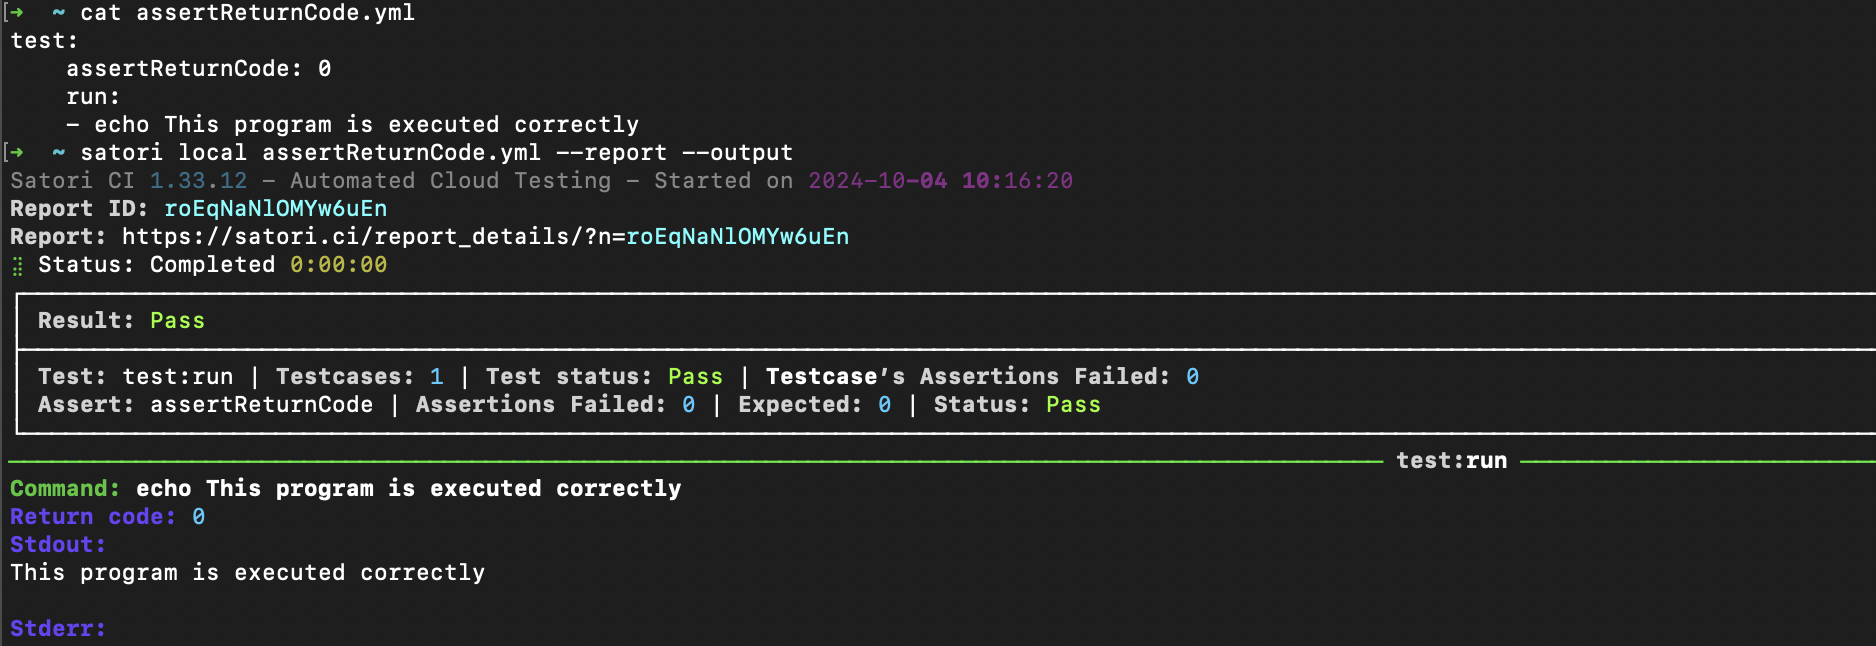 [➜  ~ cat assertReturnCode.yml
test:
    assertReturnCode: 0
    run:
    - echo This program is executed correctly
[➜  ~ satori local assertReturnCode.yml --report --output
Satori CI 1.33.12 - Automated Cloud Testing - Started on 2024-10-04 10:16:20
Report ID: roEqNaNlOMYw6uEn
Report: https://satori.ci/report_details/?n=roEqNaNlOMYw6uEn
⣾ Status: Completed 0:00:00
Result: Pass
Test: test:run | Testcases: 1 | Test status: Pass | Testcase's Assertions Failed: 0
Assert: assertReturnCode | Assertions Failed: 0 | Expected: 0 | Status: Pass
test:run
Command: echo This program is executed correctly
Return code: 0
Stdout:
This program is executed correctly
Stderr: